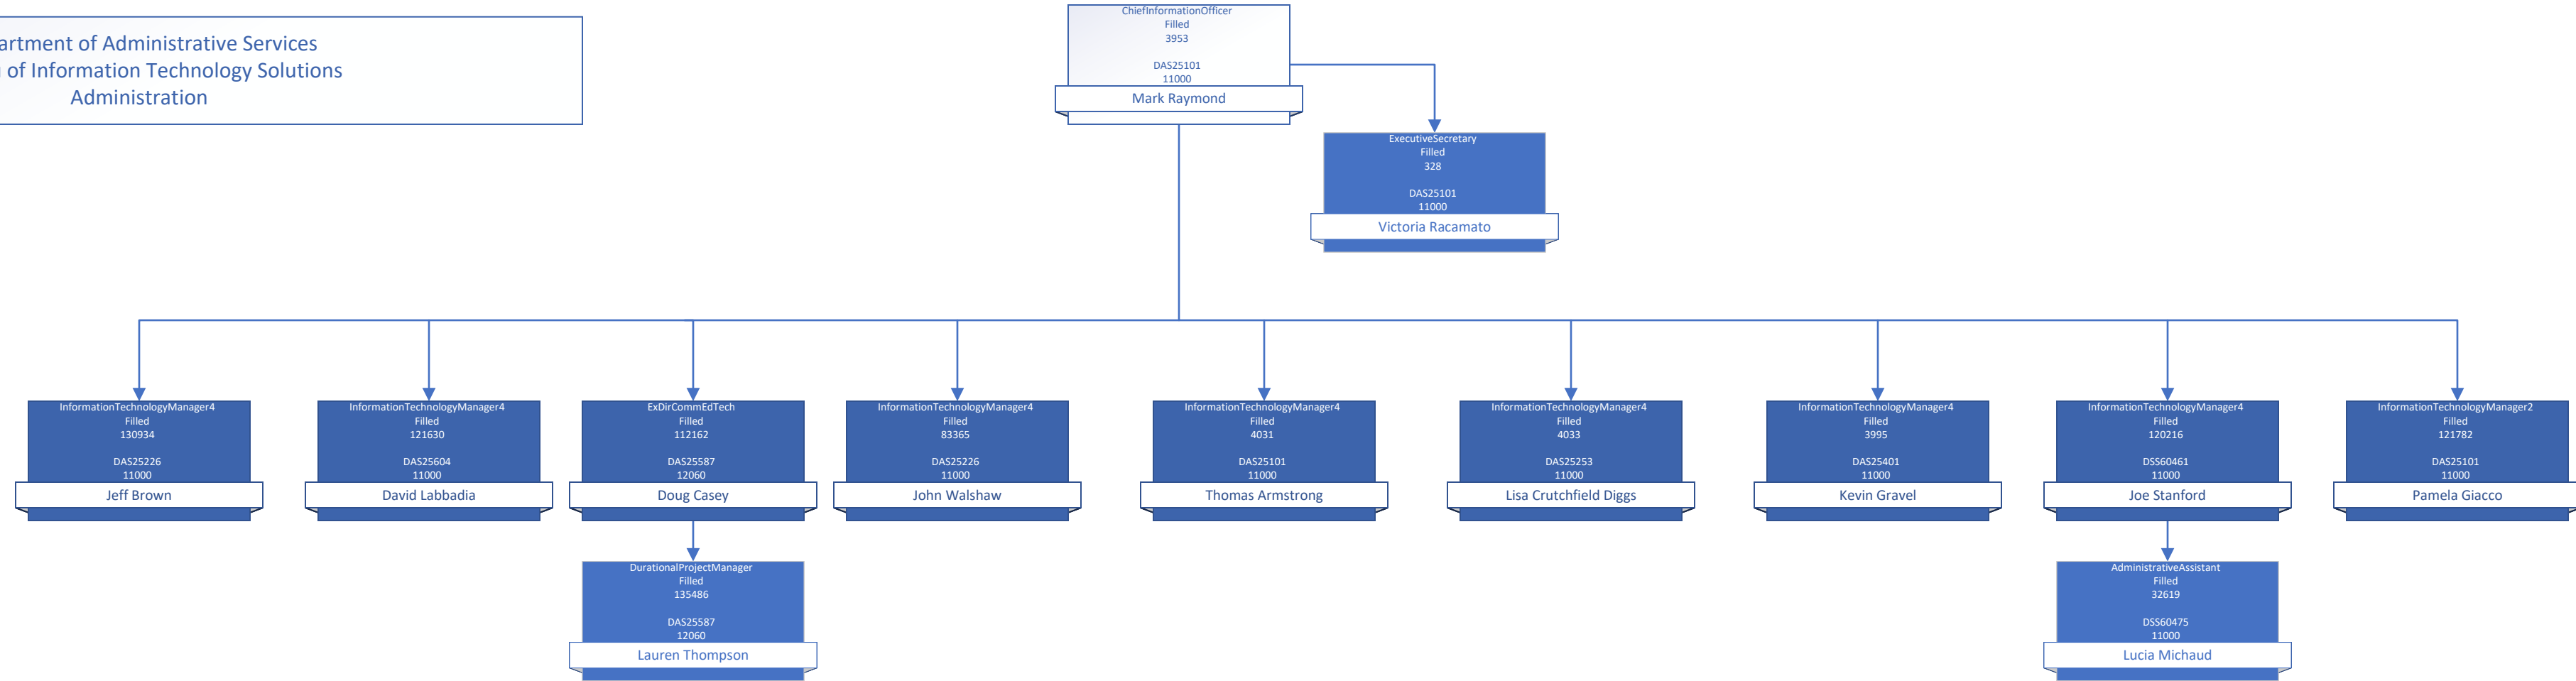 artment of Administrative Services
of Information Technology Solutions
Administration
ChiefInformationOfficer
Filled
3953
DAS25101
11000
Mark Raymond
ExecutiveSecretary
Filled
328
DAS25101
11000
Victoria Racamato
InformationTechnologyManager4
Filled
130934
DAS25226
11000
Jeff Brown
InformationTechnologyManager4
Filled
121630
DAS25604
11000
David Labbadia
ExDirCommEdTech
Filled
112162
DAS25587
12060
Doug Casey
InformationTechnologyManager4
Filled
83365
DAS25226
11000
John Walshaw
InformationTechnologyManager4
Filled
4031
DAS25101
11000
Thomas Armstrong
InformationTechnologyManager4
Filled
4033
DAS25253
11000
Lisa Crutchfield Diggs
InformationTechnologyManager4
Filled
3995
DAS25401
11000
Kevin Gravel
InformationTechnologyManager4
Filled
120216
DSS60461
11000
Joe Stanford
InformationTechnologyManager2
Filled
121782
DAS25101
11000
Pamela Giacco
DurationalProjectManager
Filled
135486
DAS25587
12060
Lauren Thompson
AdministrativeAssistant
Filled
32619
DSS60475
11000
Lucia Michaud